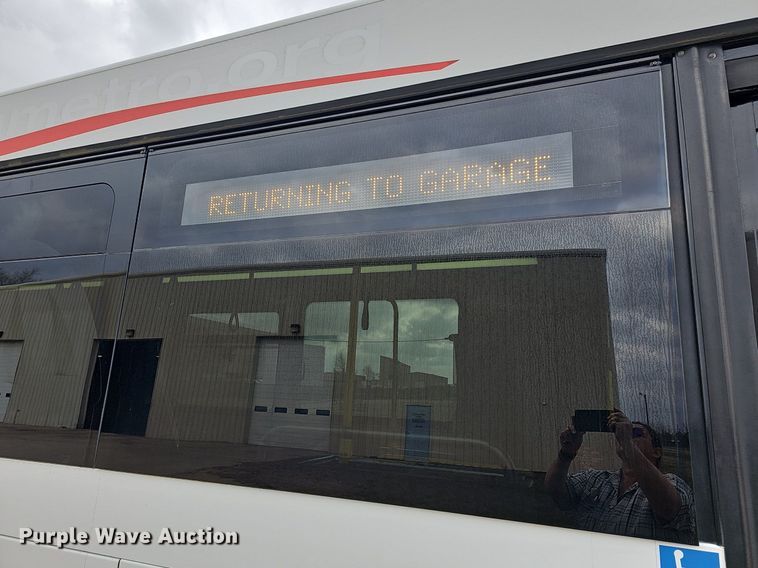 metro.org
RETURNING TO GARAGE
Purple Wave Auction